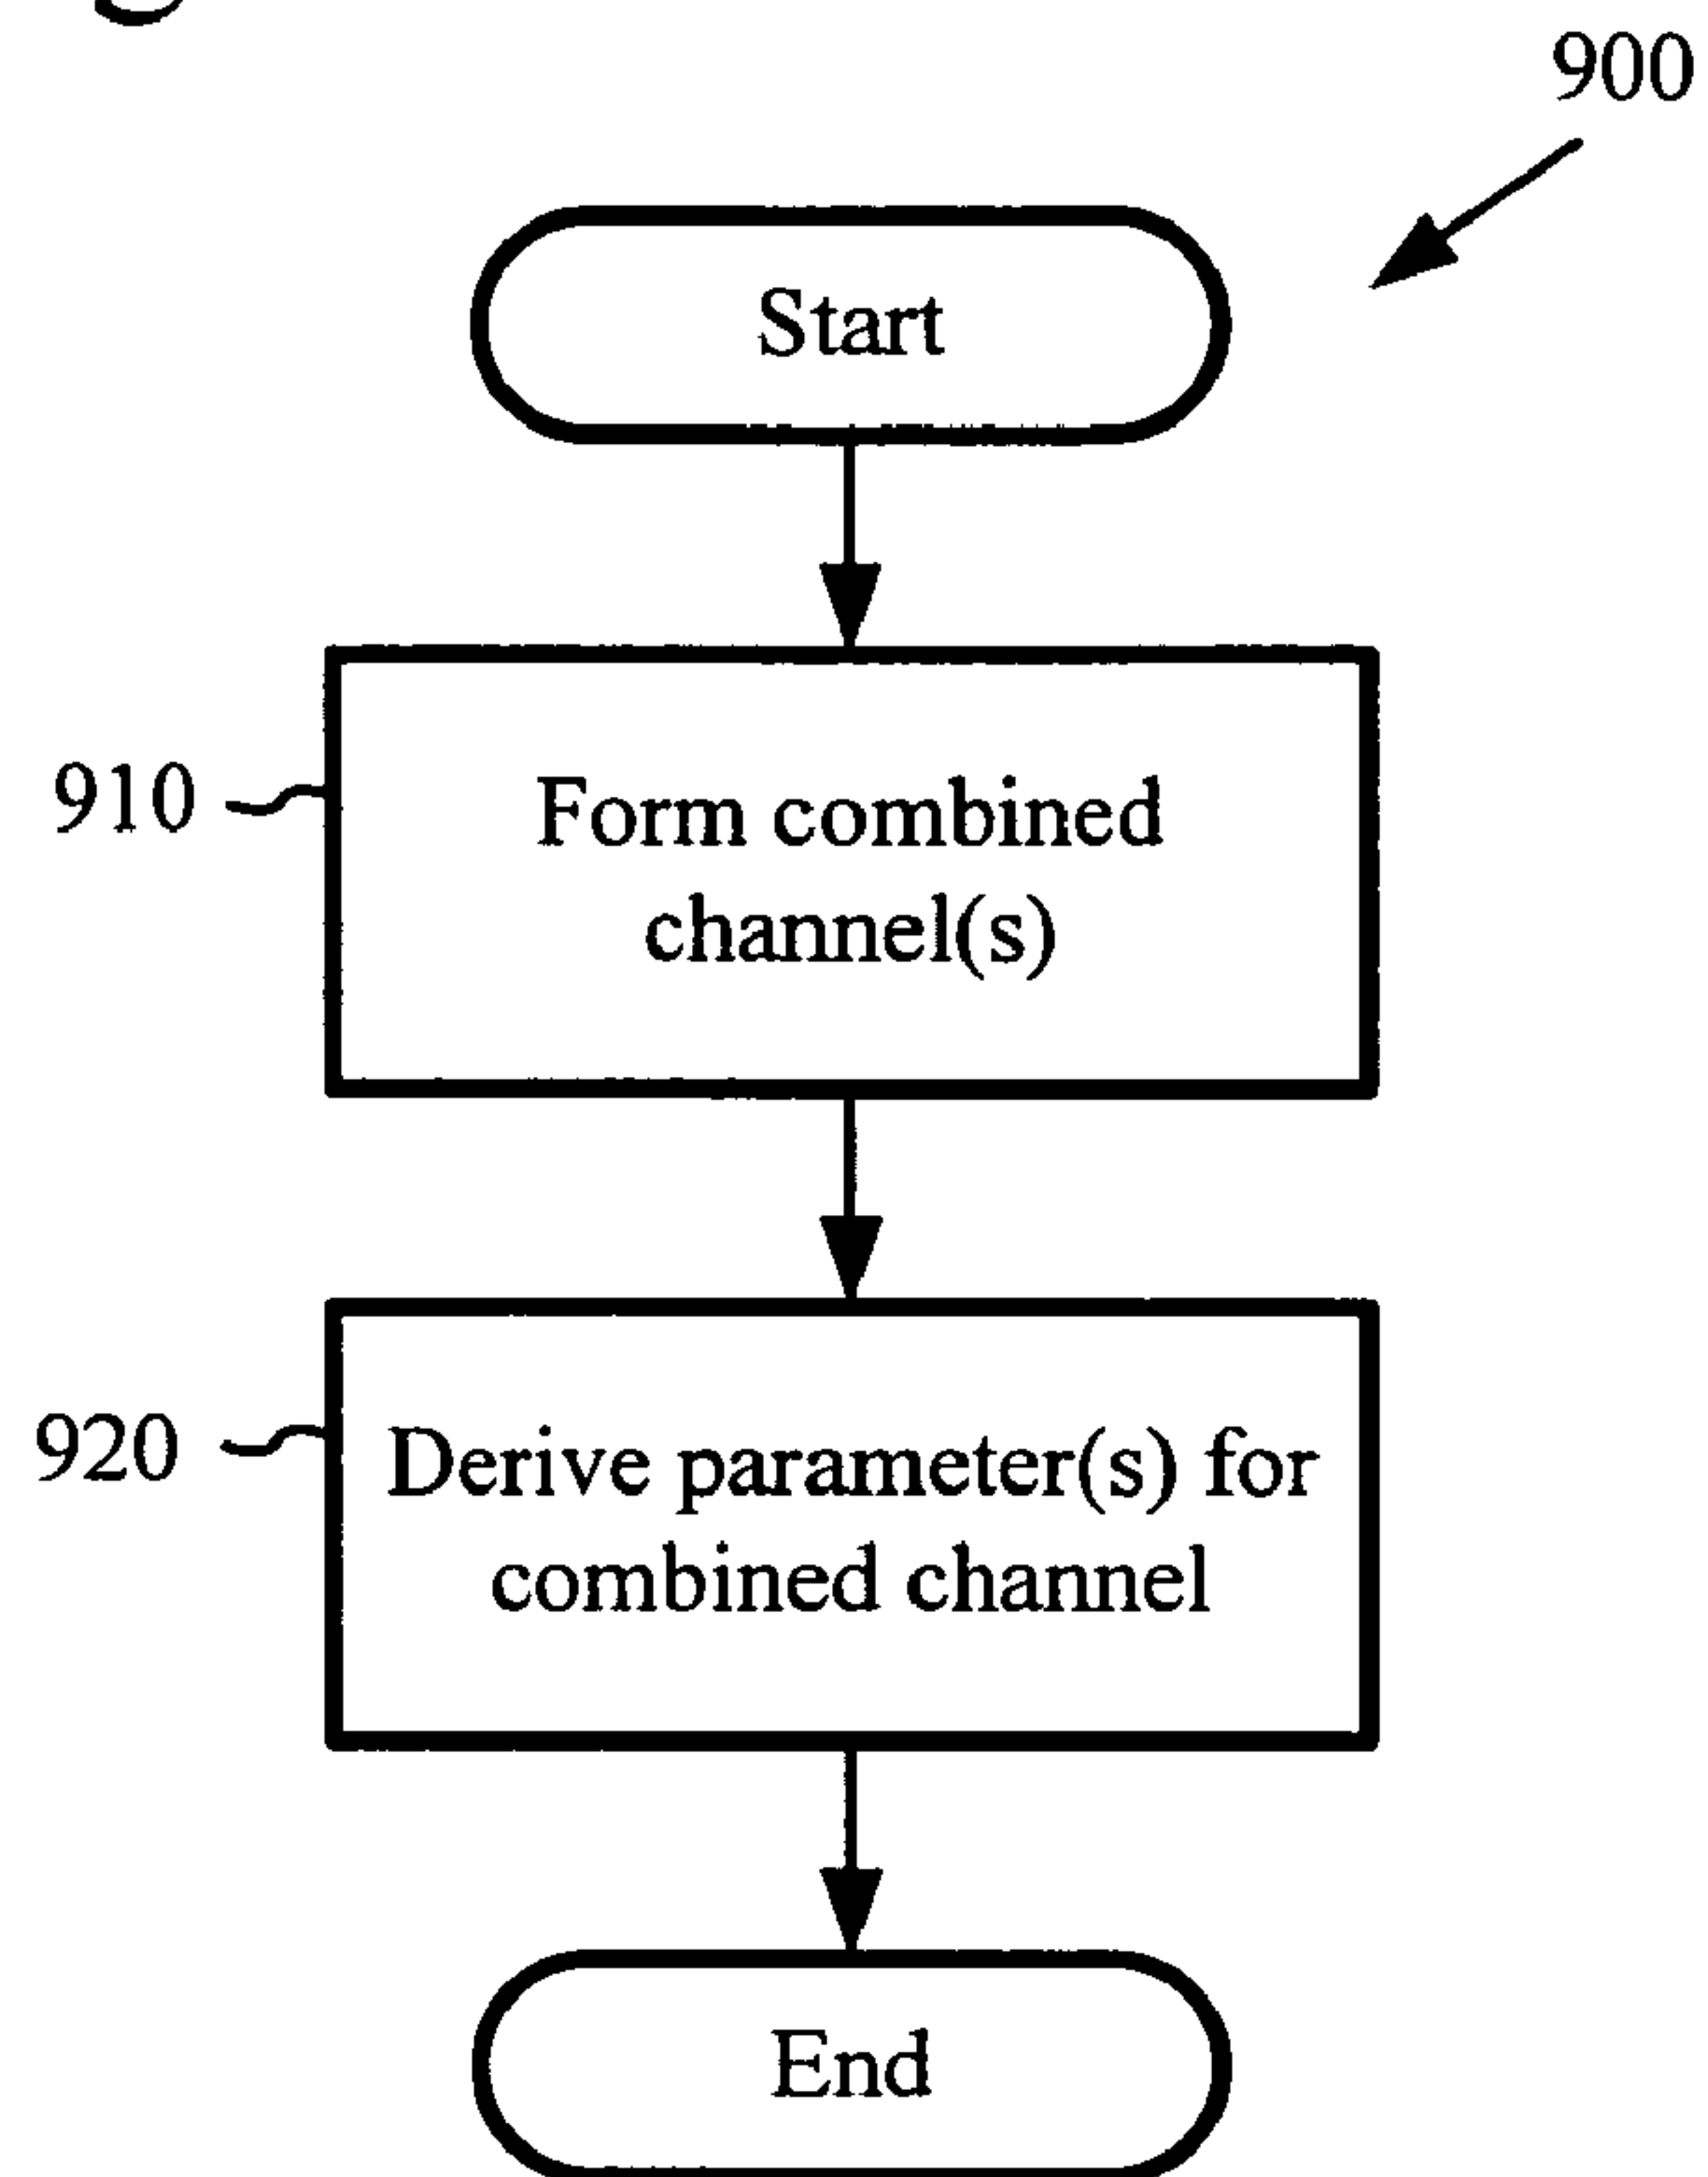 900
Start
910
Form combined
channel(s)
920
Derive parameter(s) for
combined channel
End